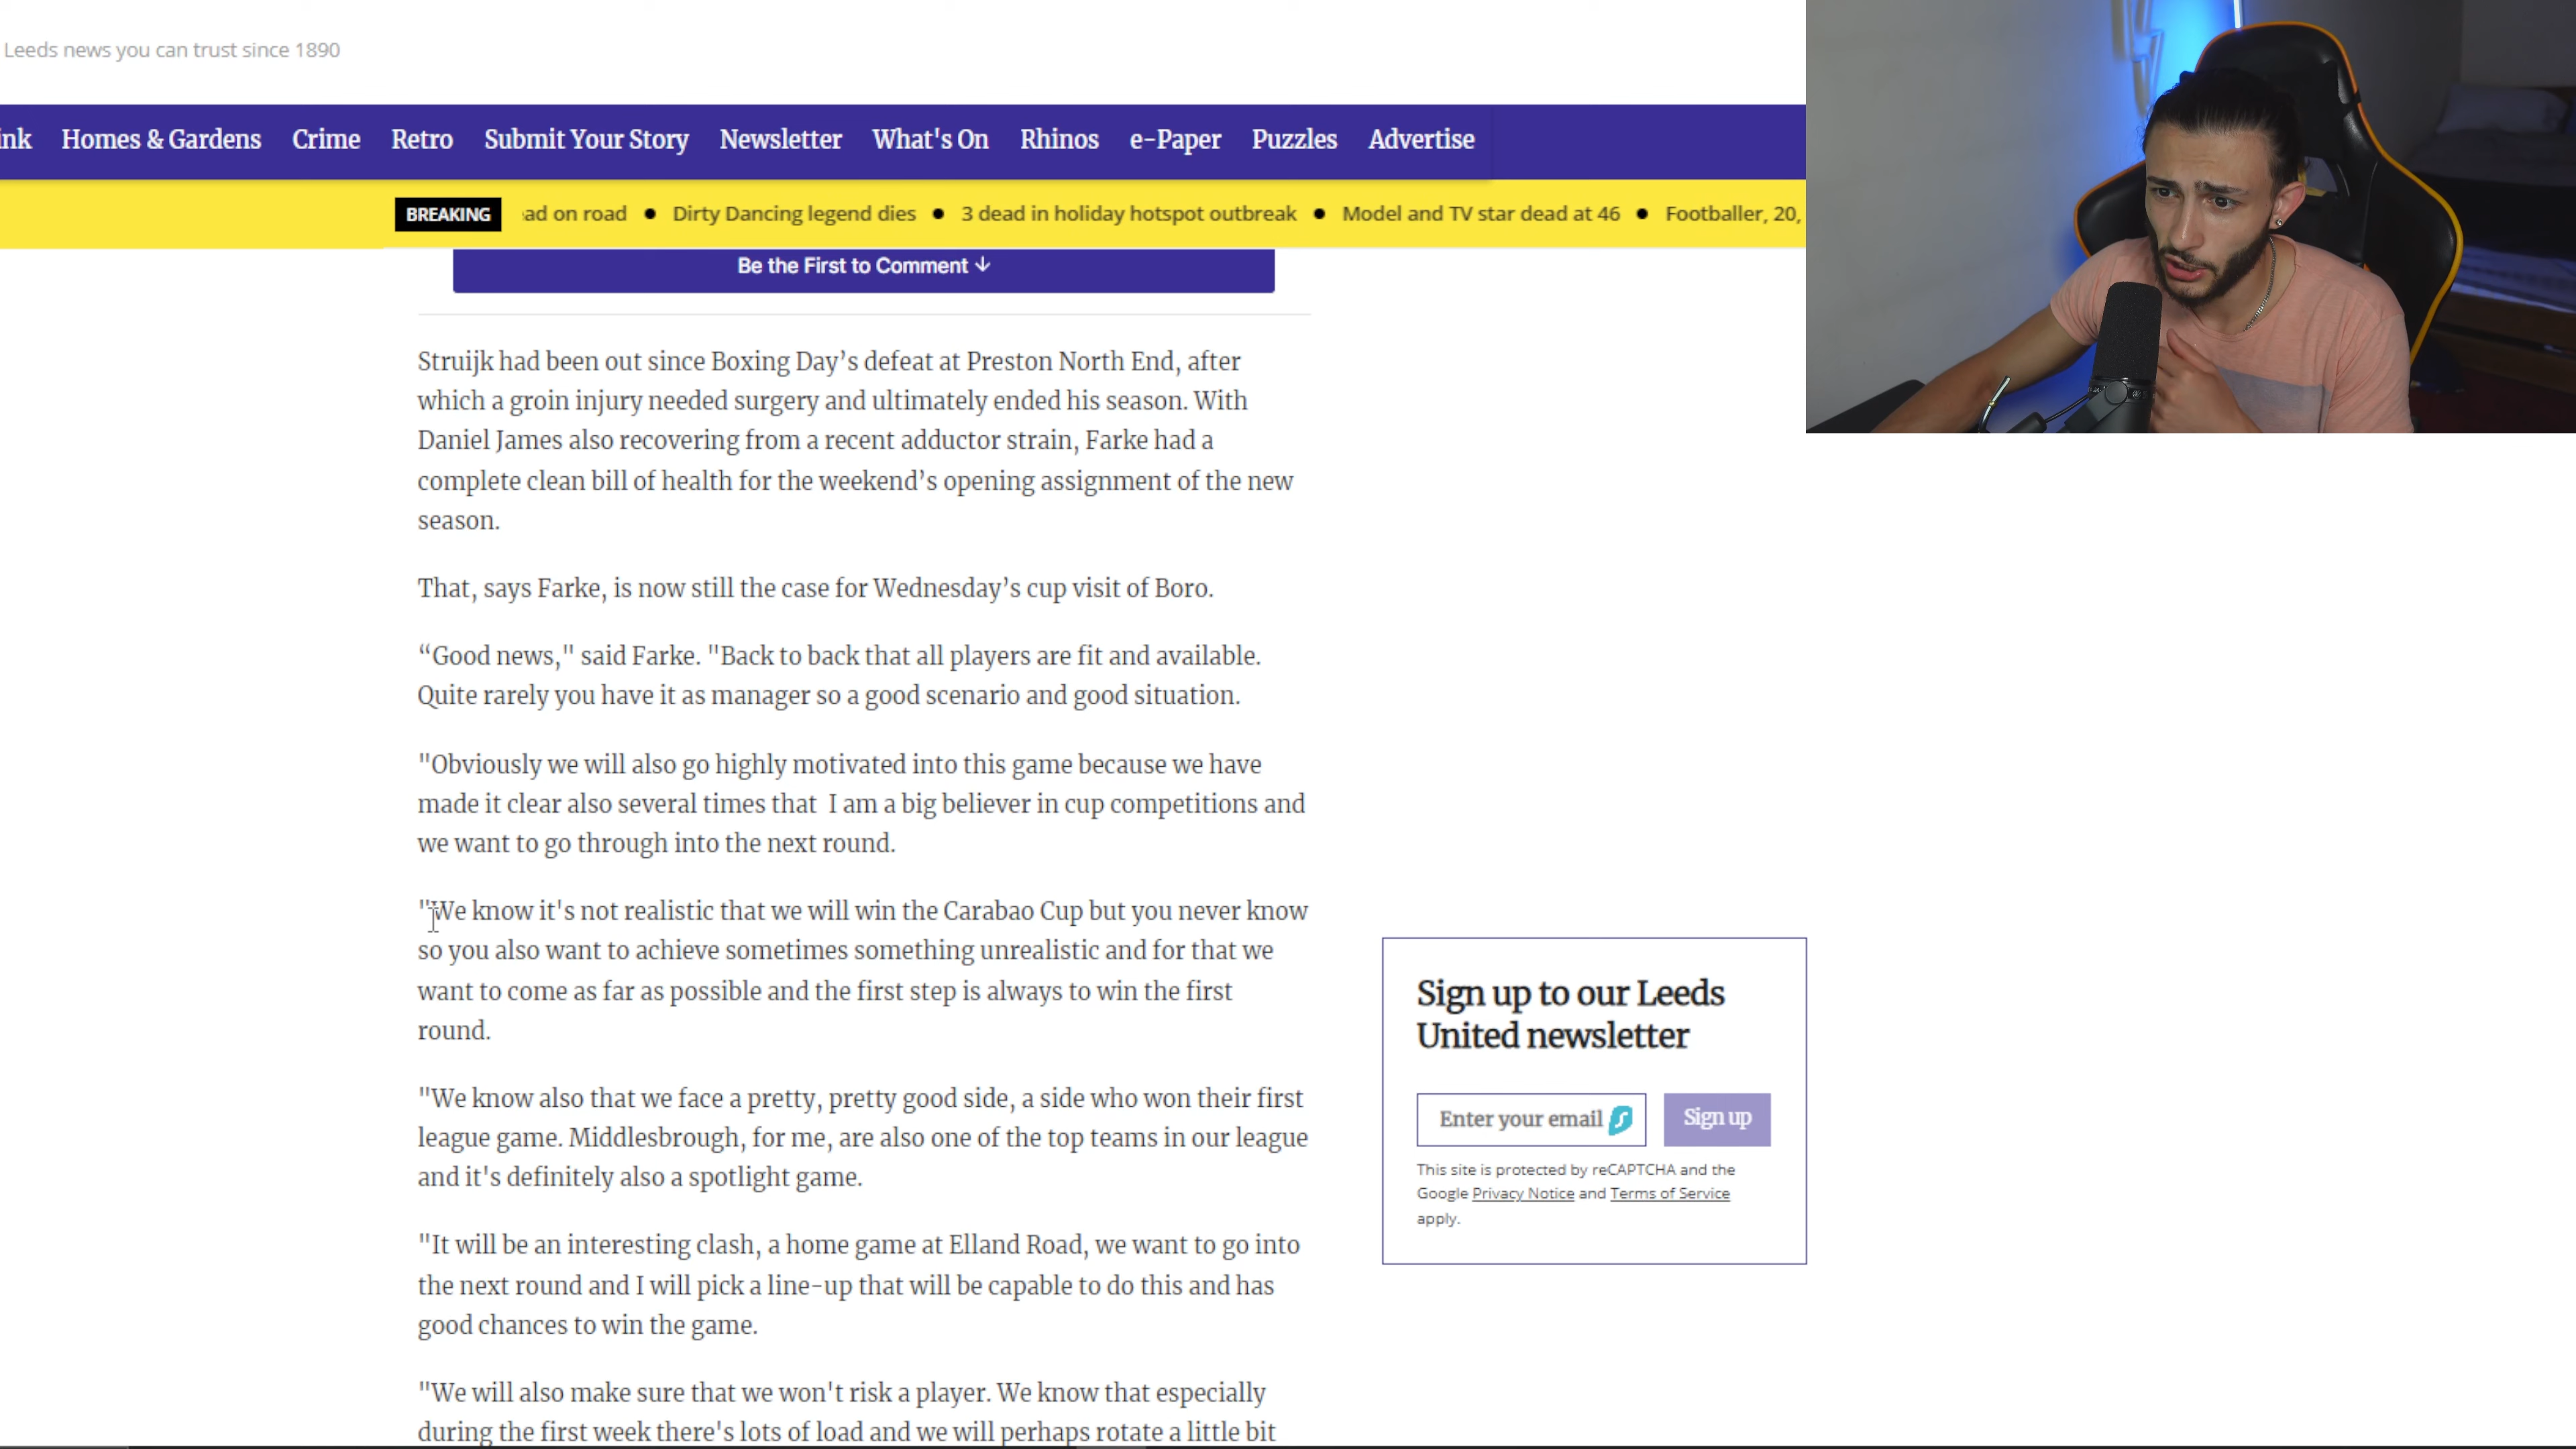 Leeds news you can trust since 1890
ink Homes & Gardens Crime Retro Submit Your Story Newsletter What's On Rhinos e-Paper Puzzles Advertise
BREAKING ad on road ● Dirty Dancing legend dies ● 3 dead in holiday hotspot outbreak ● Model and TV star dead at 46 ● Footballer, 20,
Be the First to Comment ↓
Struijk had been out since Boxing Day’s defeat at Preston North End, after
which a groin injury needed surgery and ultimately ended his season. With
Daniel James also recovering from a recent adductor strain, Farke had a
complete clean bill of health for the weekend’s opening assignment of the new
season.
That, says Farke, is now still the case for Wednesday’s cup visit of Boro.
“Good news," said Farke. "Back to back that all players are fit and available.
Quite rarely you have it as manager so a good scenario and good situation.
"Obviously we will also go highly motivated into this game because we have
made it clear also several times that I am a big believer in cup competitions and
we want to go through into the next round.
"We know it's not realistic that we will win the Carabao Cup but you never know
so you also want to achieve sometimes something unrealistic and for that we
want to come as far as possible and the first step is always to win the first
round.
"We know also that we face a pretty, pretty good side, a side who won their first
league game. Middlesbrough, for me, are also one of the top teams in our league
and it's definitely also a spotlight game.
"It will be an interesting clash, a home game at Elland Road, we want to go into
the next round and I will pick a line-up that will be capable to do this and has
good chances to win the game.
"We will also make sure that we won't risk a player. We know that especially
during the first week there's lots of load and we will perhaps rotate a little bit
Sign up to our Leeds
United newsletter
Enter your email Sign up
This site is protected by reCAPTCHA and the
Google Privacy Notice and Terms of Service
apply.